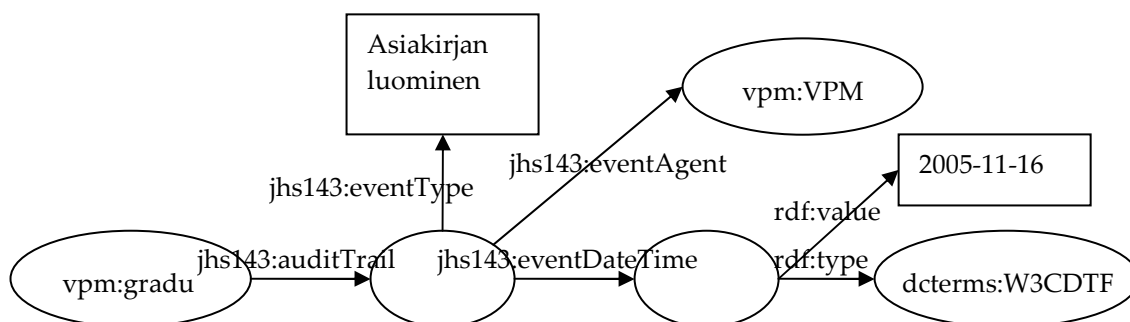 Asiakirjan
luominen
vpm:VPM
jhs143:eventType
jhs143:eventAgent
2005-11-16
rdf:value
vpm:gradu
jhs143:auditTrail
jhs143:eventDateTime
rdf:type
dcterms:W3CDTF